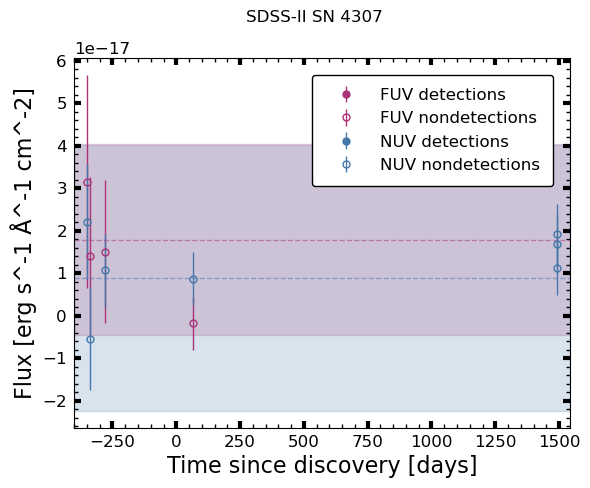 SDSS-II SN 4307
1e−17
6
5
4
3
2
1
0
−1
−2
Flux [erg s^-1 Å^-1 cm^-2]
FUV detections
FUV nondetections
NUV detections
NUV nondetections
−250 0 250 500 750 1000 1250 1500
Time since discovery [days]